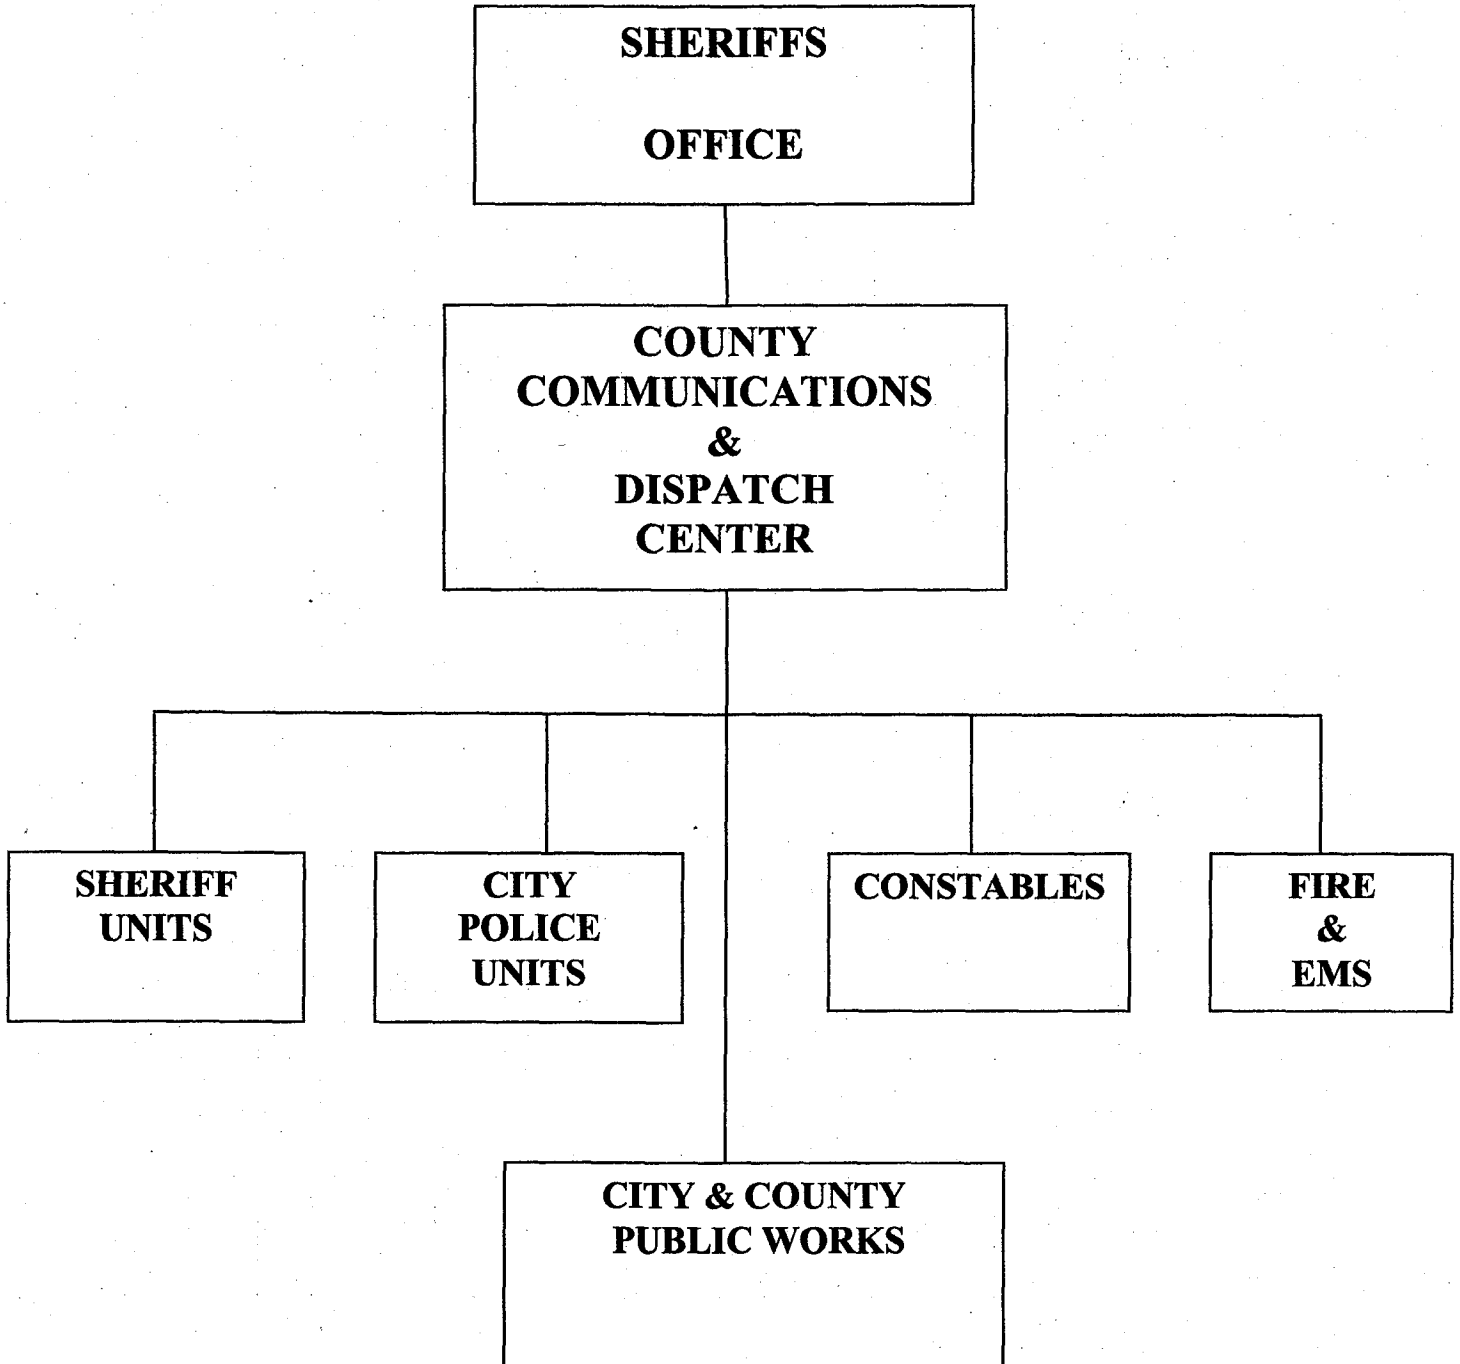 SHERIFFS
OFFICE
COUNTY
COMMUNICATIONS
&
DISPATCH
CENTER
SHERIFF
UNITS
CITY
POLICE
UNITS
CONSTABLES
FIRE
&
EMS
CITY & COUNTY
PUBLIC WORKS